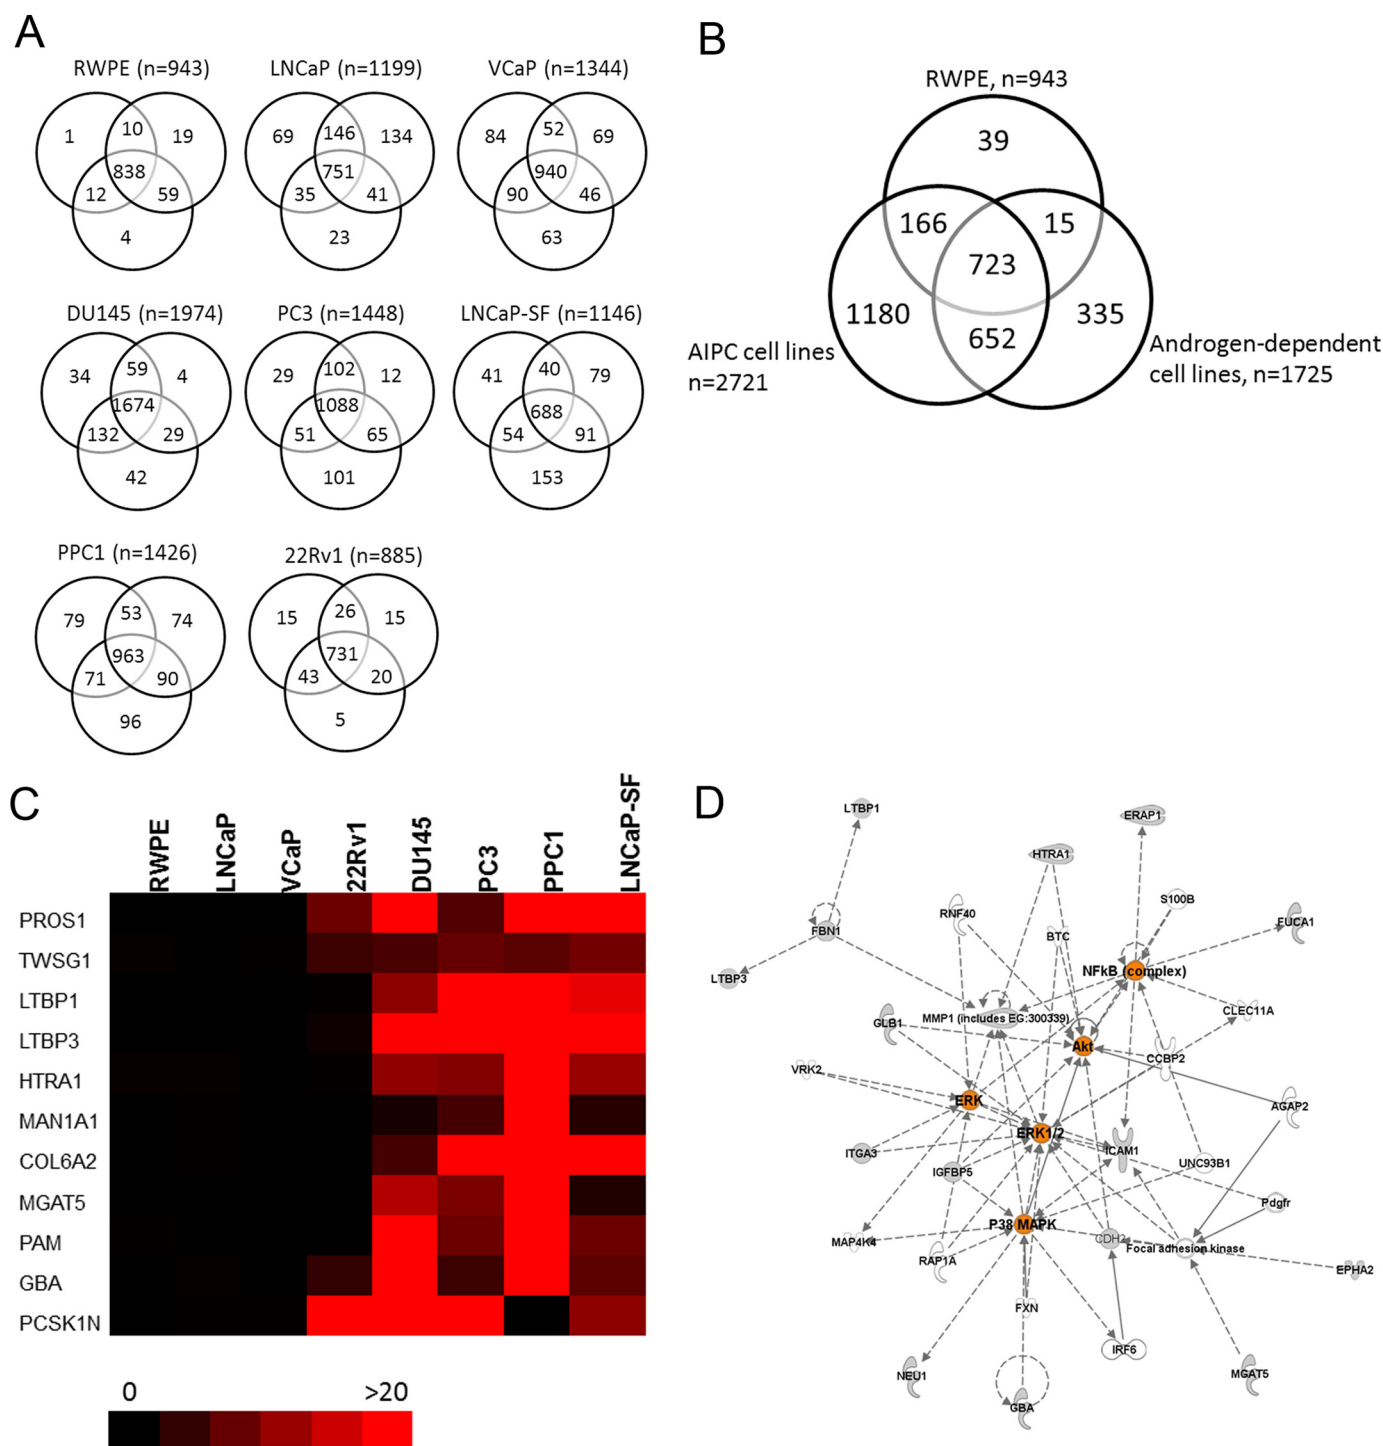 A
RWPE (n=943)
1
10
19
838
12
59
4
LNCaP (n=1199)
69
146
134
751
35
41
23
VCaP (n=1344)
84
52
69
940
90
46
63
DU145 (n=1974)
34
59
4
1674
132
29
42
PC3 (n=1448)
29
102
12
1088
51
65
101
LNCaP-SF (n=1146)
41
40
79
688
54
91
153
PPC1 (n=1426)
79
53
74
963
71
90
96
22Rv1 (n=885)
15
26
15
731
43
20
5
B
RWPE, n=943
39
166
15
723
1180
652
335
AIPC cell lines
n=2721
Androgen-dependent
cell lines, n=1725
C
RWPE
LNCaP
VCaP
22Rv1
DU145
PC3
PPC1
LNCaP-SF
PROS1
TWSG1
LTBP1
LTBP3
HTRA1
MAN1A1
COL6A2
MGAT5
PAM
GBA
PCSK1N
0
>20
D
LTBP1
ERAP1
HTRA1
RNF40
S100B
FUCA1
FBN1
BTC
LTBP3
NFkB (complex)
GLB1
MMP1 (includes EG:300339)
CLEC11A
Akt
CCBP2
VRK2
ERK
AGAP2
ERK1/2
ITGA3
ICAM1
IGFBP5
UNC93B1
Pdgfr
P38 MAPK
MAP4K4
CDH2
Focal adhesion kinase
RAP1A
EPHA2
FXN
IRF6
NEU1
MGAT5
GBA